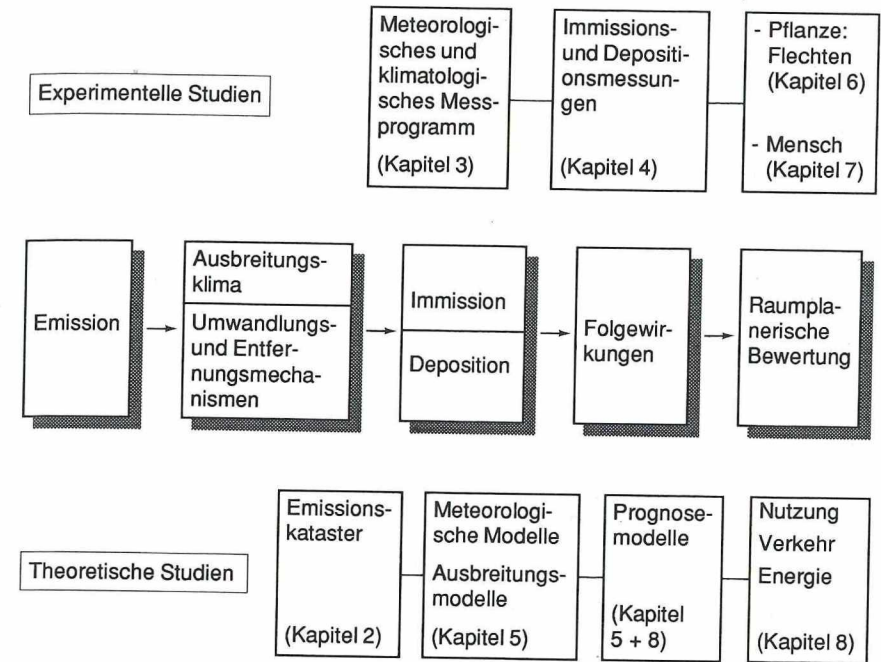 Experimentelle Studien
Meteorologi-
sches und
klimatologi-
sches Mess-
programm
(Kapitel 3)
Immissions-
und Depositi-
onsmessun-
gen
(Kapitel 4)
- Pflanze:
Flechten
(Kapitel 6)
- Mensch
(Kapitel 7)
Emission
Ausbreitungs-
klima
Umwandlungs-
und Entfer-
nungsmecha-
nismen
Immission
Deposition
Folgewir-
kungen
Raumpla-
nerische
Bewertung
Theoretische Studien
Emissions-
kataster
(Kapitel 2)
Meteorologi-
sche Modelle
Ausbreitungs-
modelle
(Kapitel 5)
Prognose-
modelle
(Kapitel
5 + 8)
Nutzung
Verkehr
Energie
(Kapitel 8)